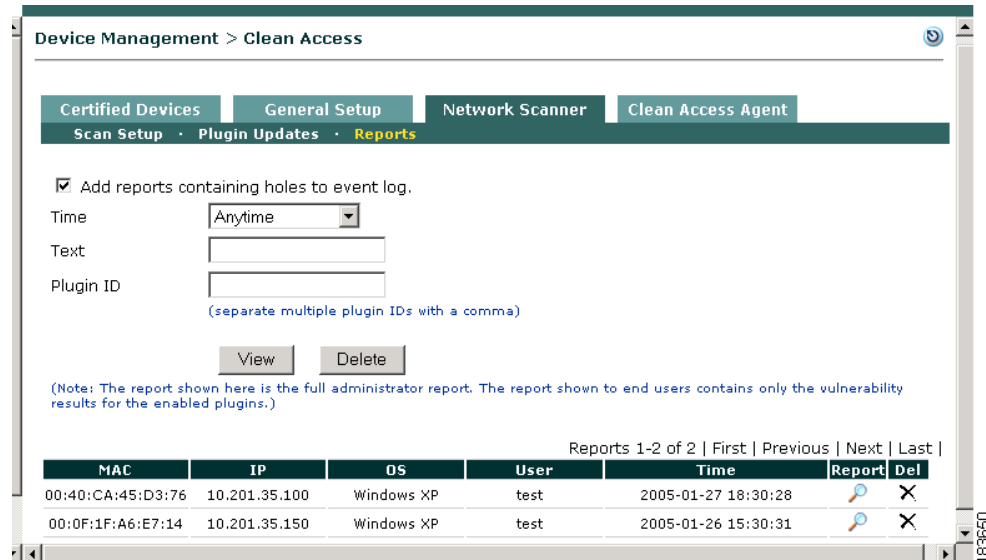 Device Management > Clean Access
Certified Devices General Setup Network Scanner Clean Access Agent
Scan Setup · Plugin Updates · Reports
Add reports containing holes to event log.
Time Anytime
Text
Plugin ID
(separate multiple plugin IDs with a comma)
View Delete
(Note: The report shown here is the full administrator report. The report shown to end users contains only the vulnerability
results for the enabled plugins.)
Reports 1-2 of 2 | First | Previous | Next | Last |
MAC IP OS User Time Report Del
00:40:CA:45:D3:76 10.201.35.100 Windows XP test 2005-01-27 18:30:28
00:0F:1F:A6:E7:14 10.201.35.150 Windows XP test 2005-01-26 15:30:31
183650